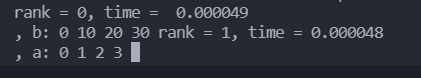 rank = 0, time =  0.000049
, b: 0 10 20 30 rank = 1, time = 0.000048
, a: 0 1 2 3